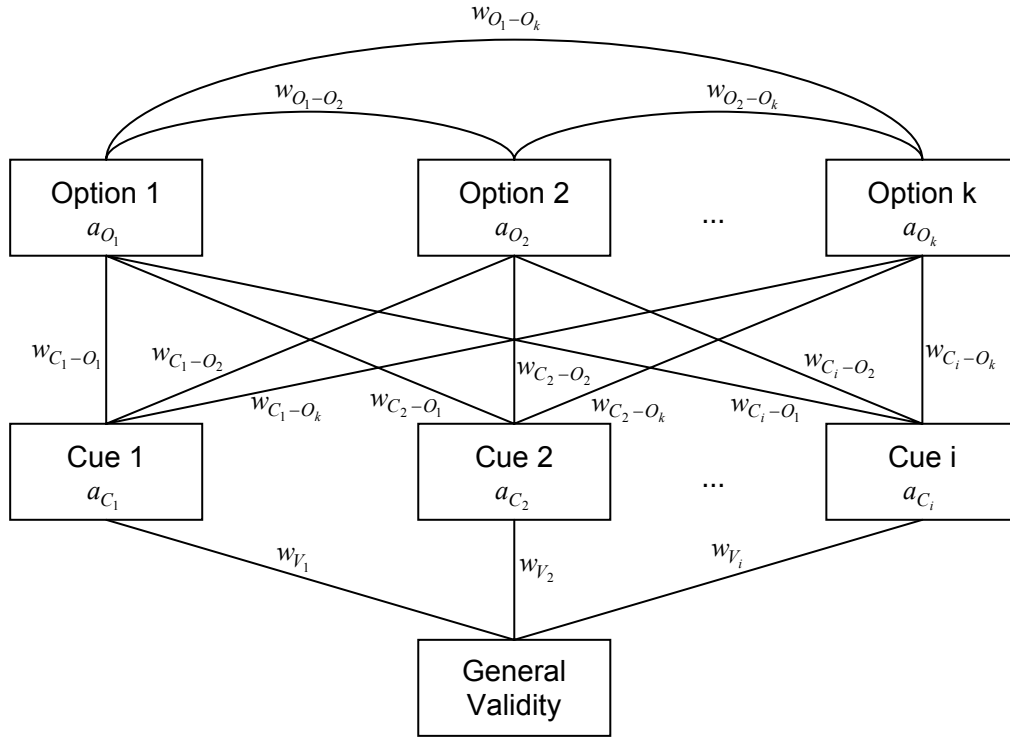 w_{O_1-O_k}
w_{O_1-O_2}
w_{O_2-O_k}
Option 1
a_{O_1}
Option 2
a_{O_2}
...
Option k
a_{O_k}
w_{C_1-O_1}
w_{C_1-O_2}
w_{C_1-O_k}
w_{C_2-O_1}
w_{C_2-O_2}
w_{C_2-O_k}
w_{C_i-O_1}
w_{C_i-O_2}
w_{C_i-O_k}
Cue 1
a_{C_1}
Cue 2
a_{C_2}
...
Cue i
a_{C_i}
w_{V_1}
w_{V_2}
w_{V_i}
General
Validity